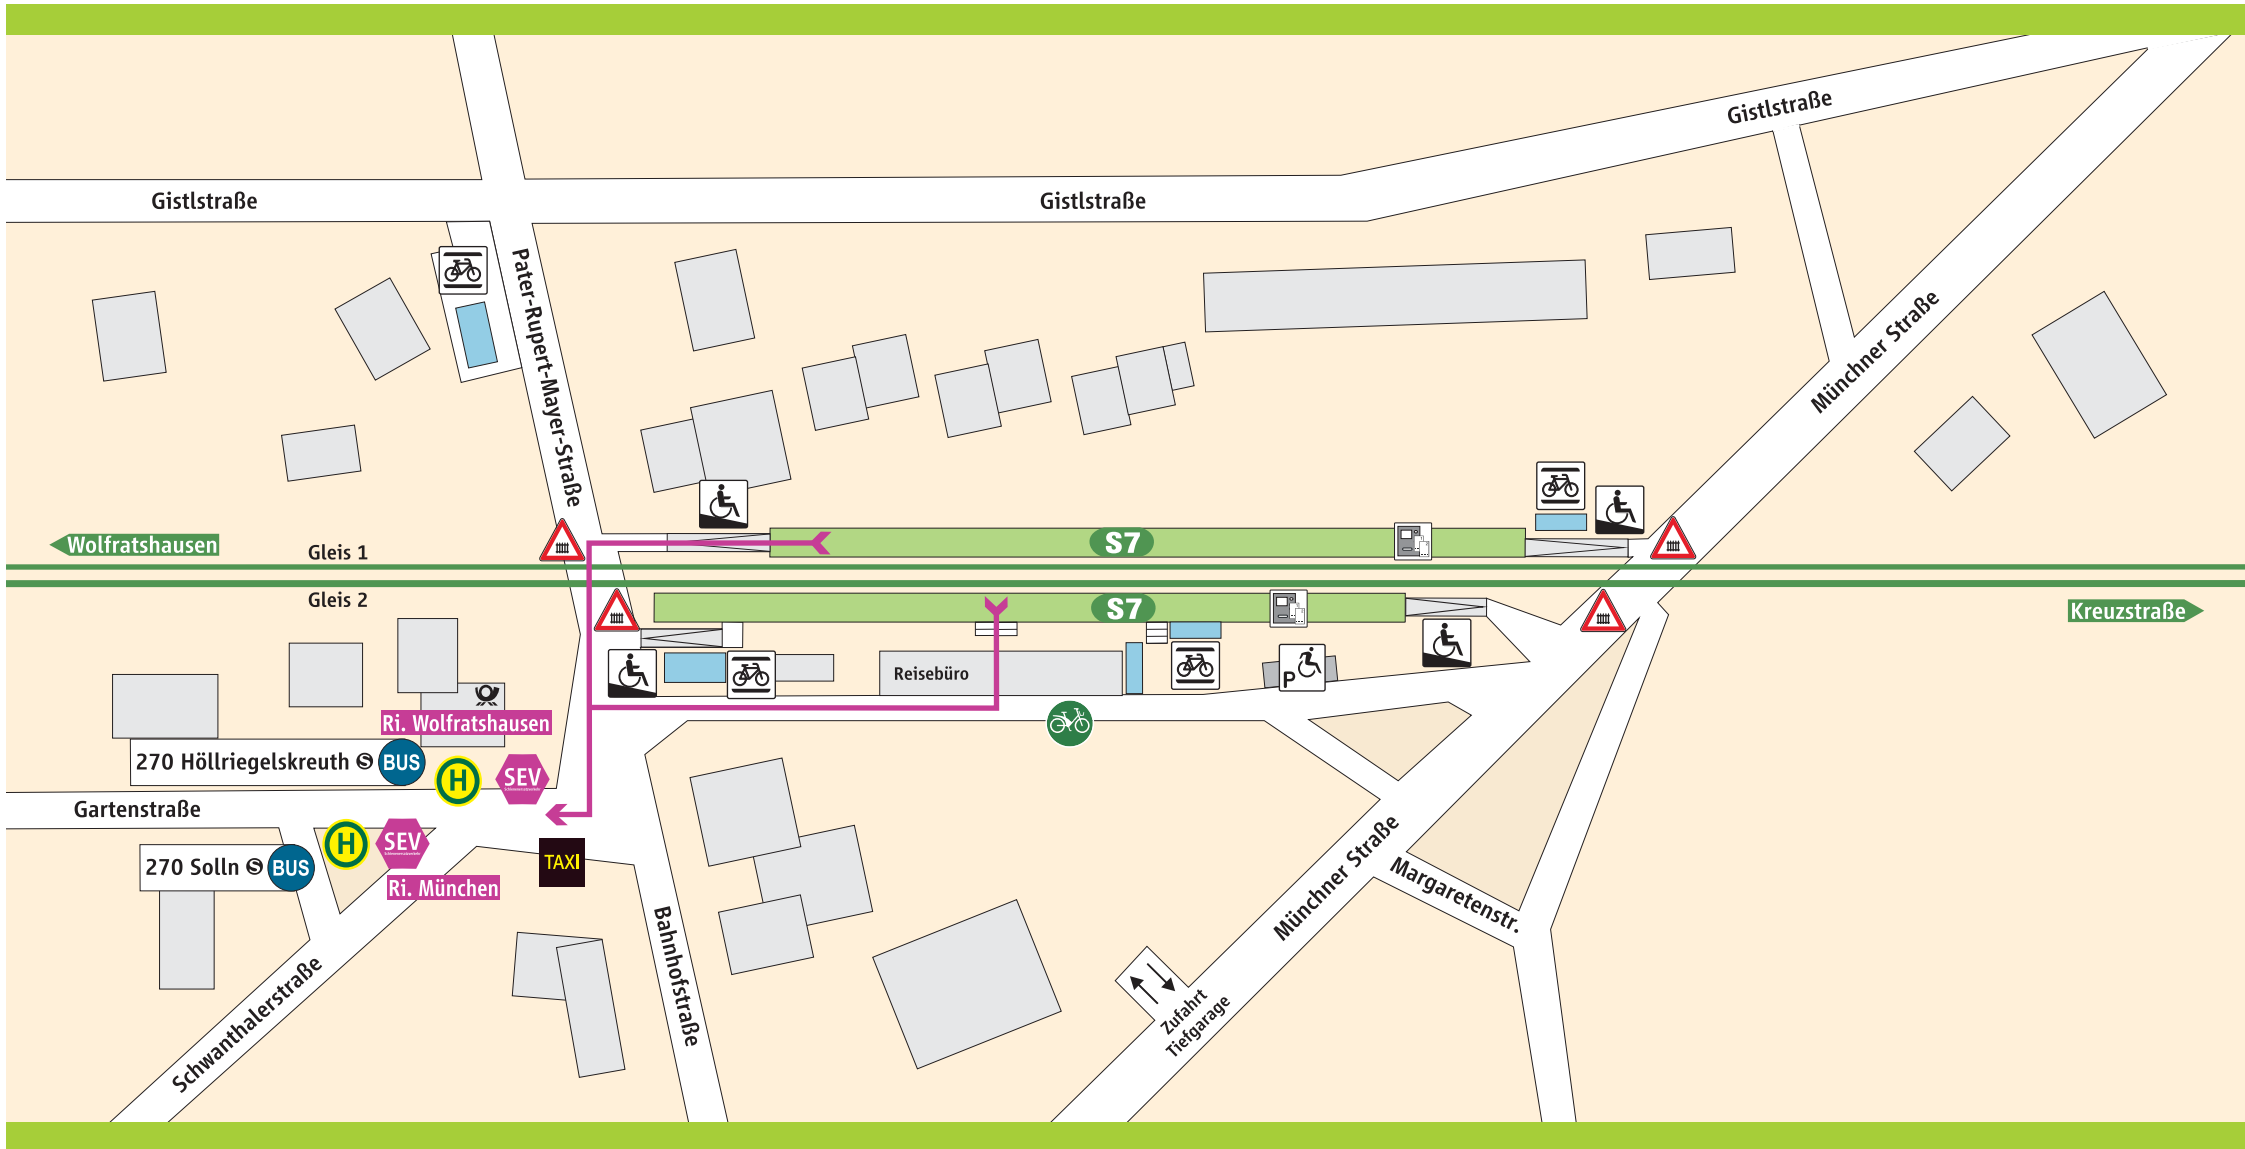 Gistlstraße
Gistlstraße
Gistlstraße
Pater-Rupert-Mayer-Straße
Münchner Straße
Wolfratshausen
Gleis 1
S7
Gleis 2
S7
Kreuzstraße
Reisebüro
P
Ri. Wolfratshausen
270 Höllriegelskreuth S
BUS
H
SEV
Gartenstraße
H
SEV
270 Solln S
BUS
TAXI
Ri. München
Münchner Straße
Margaretenstr.
Bahnhofstraße
Schwanthalerstraße
Zufahrt
Tiefgarage